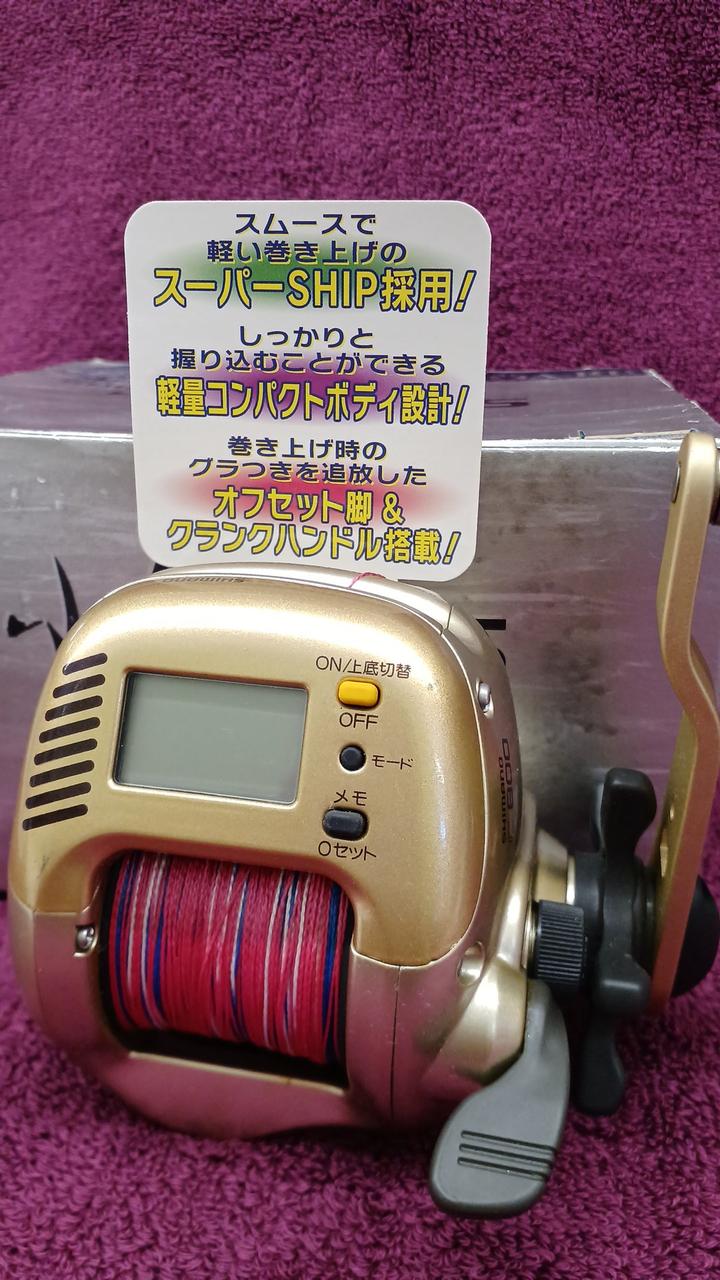 スムースで
軽い巻き上げの
スーパーSHIP採用!
しっかりと
握り込むことができる
軽量コンパクトボディ設計!
巻き上げ時の
グラつきを追放した
オフセット脚 &
クランクハンドル搭載!
SHIMANO
ON/上底切替
OFF
モード
メモ
0セット
SHIMANO
800